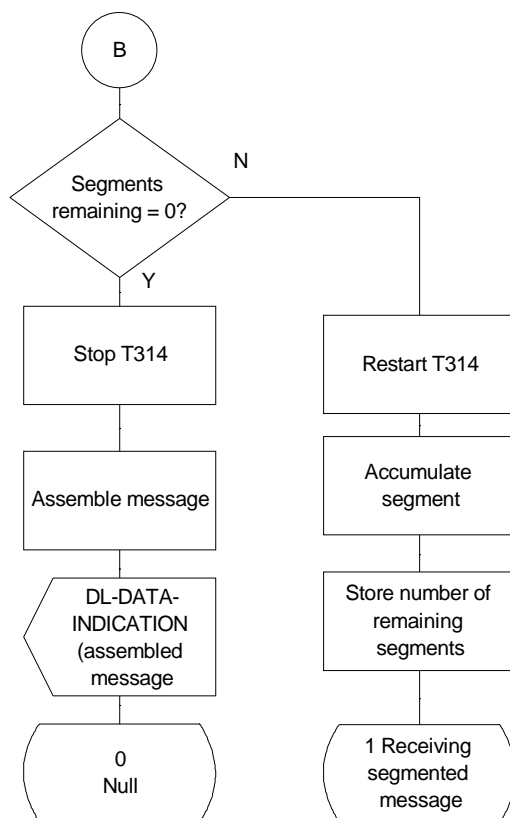 B
N
Segments
remaining = 0?
Y
Stop T314
Restart T314
Assemble message
Accumulate
segment
DL-DATA-
INDICATION
(assembled
message
Store number of
remaining
segments
0
Null
1 Receiving
segmented
message